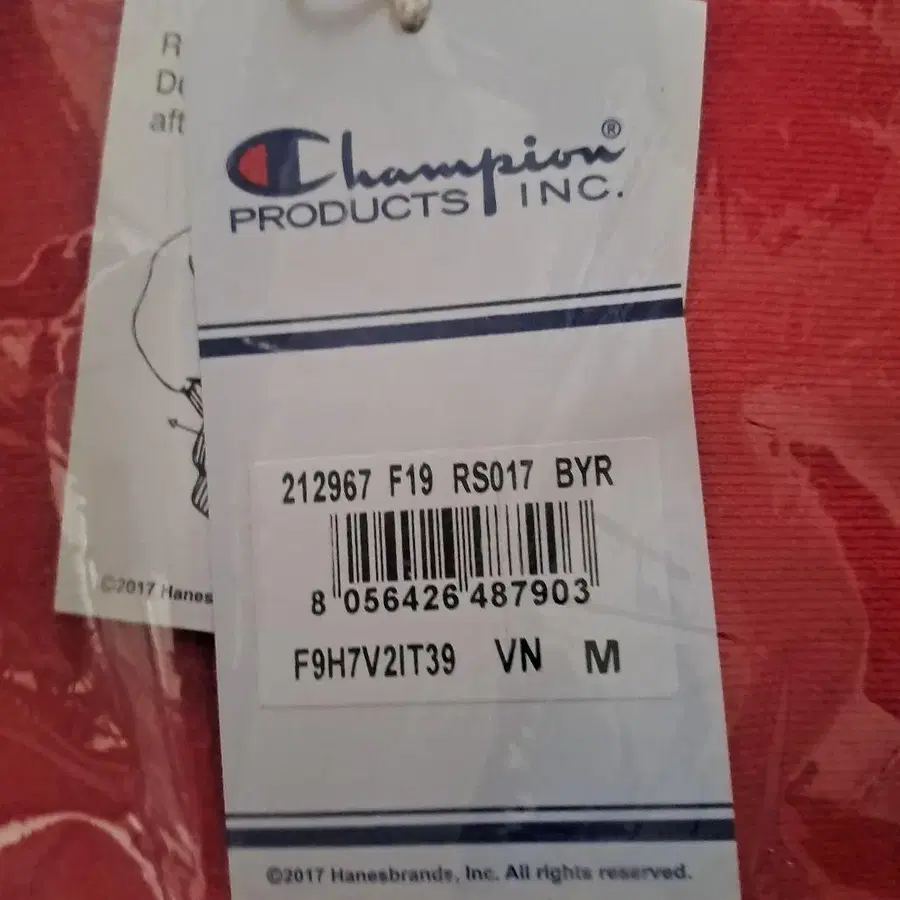 R
aft
Champion®
PRODUCTS INC.
212967 F19 RS017 BYR
8 056426 487903
F9H7V2IT39 VN M
©2017 Hanes
©2017 Hanesbrands, Inc. All rights reserved.